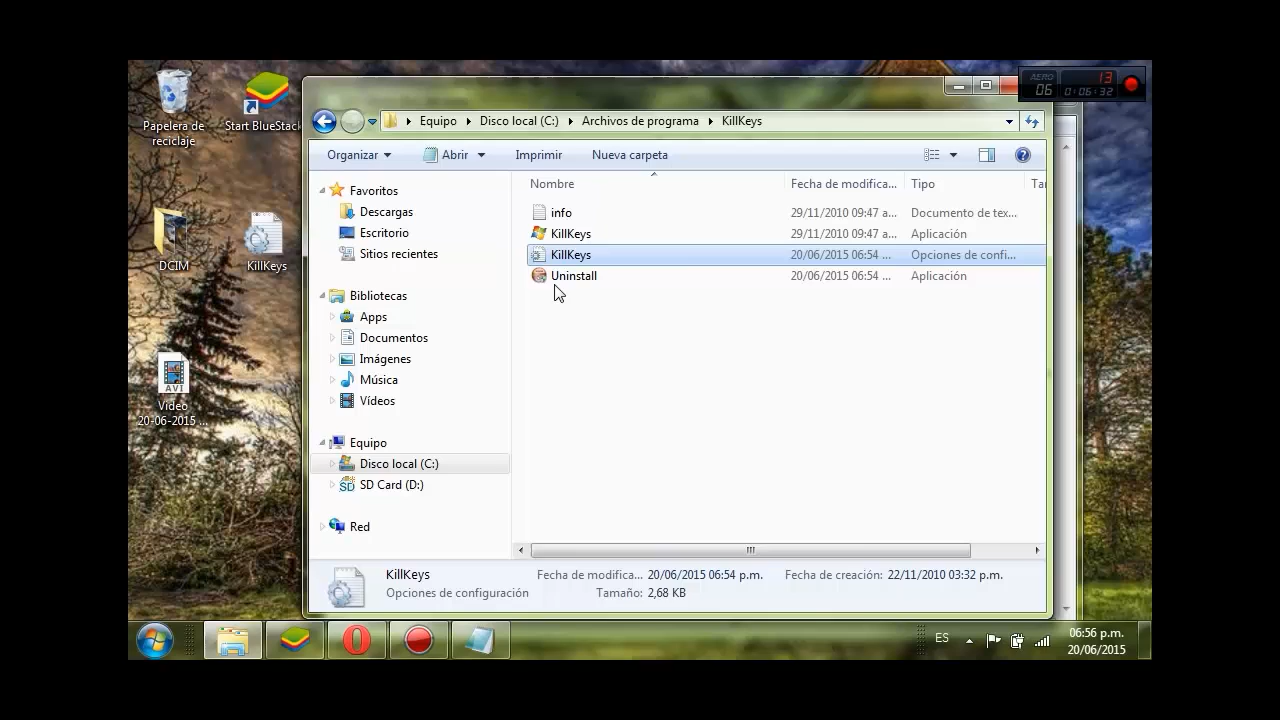 Papelera de
reciclaje
Start BlueStack
DCIM
KillKeys
AVI
Video
20-06-2015 ...
AERO
06
13
0:06:32
Equipo
Disco local (C:)
Archivos de programa
KillKeys
Organizar
Abrir
Imprimir
Nueva carpeta
Favoritos
Descargas
Escritorio
Sitios recientes
Bibliotecas
Apps
Documentos
Imágenes
Música
Vídeos
Equipo
Disco local (C:)
SD Card (D:)
Red
Nombre Fecha de modifica... Tipo Tar
info 29/11/2010 09:47 a... Documento de tex...
KillKeys 29/11/2010 09:47 a... Aplicación
KillKeys 20/06/2015 06:54 ... Opciones de confi...
Uninstall 20/06/2015 06:54 ... Aplicación
KillKeys Fecha de modifica... 20/06/2015 06:54 p.m. Fecha de creación: 22/11/2010 03:32 p.m.
Opciones de configuración Tamaño: 2,68 KB
ES
06:56 p.m.
20/06/2015